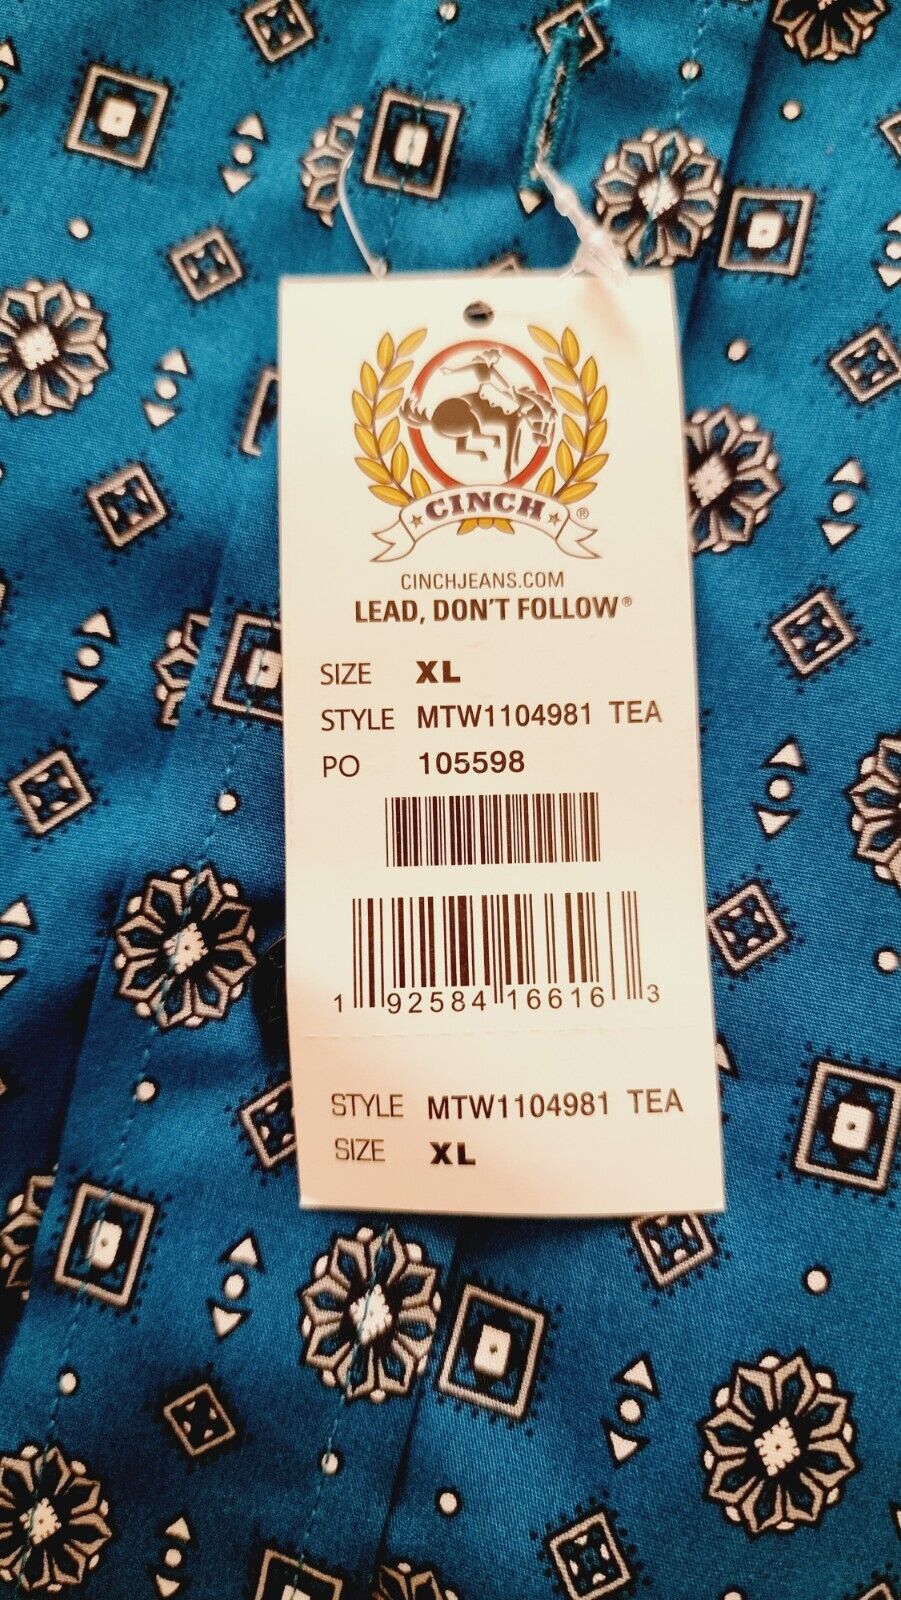 CINCH ®
CINCHJEANS.COM
LEAD, DON'T FOLLOW®
SIZE XL
STYLE MTW1104981 TEA
PO 105598
1 92584 16616 3
STYLE MTW1104981 TEA
SIZE XL